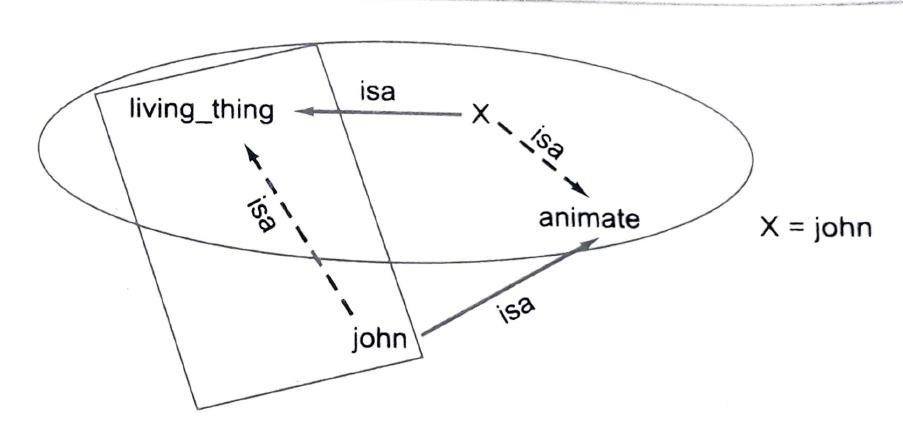 isa
living_thing
X
isa
isa
animate
X = john
isa
john